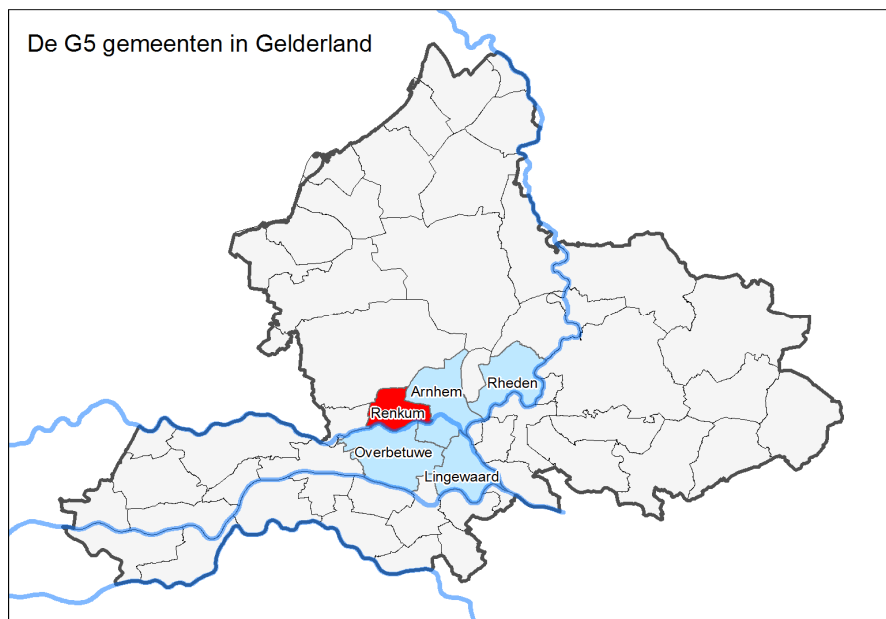 De G5 gemeenten in Gelderland
Arnhem
Rheden
Renkum
Overbetuwe
Lingewaard